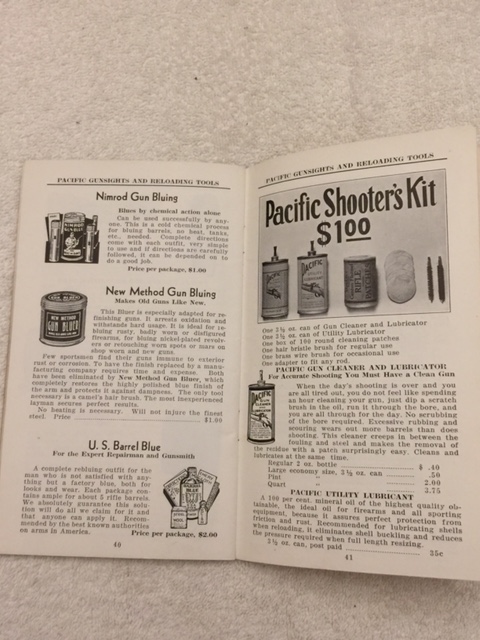 PACIFIC GUNSIGHTS AND RELOADING TOOLS
Nimrod Gun Bluing
Blues by chemical action alone
Can be used successfully by any-
one. This is a cold chemical process
for bluing barrels, no heat, tanks,
etc., needed. Complete directions
come with each outfit, very simple
to use and if directions are carefully
followed, it can be depended on to
do a good job.
Price per package, $1.00
New Method Gun Bluing
Makes Old Guns Like New.
This Bluer is especially adapted for re-
finishing guns. It arrests oxidation and
withstands hard usage. It is ideal for re-
bluing rusty, badly worn or disfigured
firearms, for bluing nickel-plated revolv-
ers or retouching worn spots or mars on
shop worn and new guns.
Few sportsmen find their guns immune to exterior
rust or corrosion. To have the finish replaced by a manu-
facturing company requires time and expense. Both
have been eliminated by New Method Gun Bluer, which
completely restores the highly polished blue finish of
the arm and protects it against dampness. The only tool
necessary is a camel's hair brush. The most inexperienced
layman secures perfect results.
No heating is necessary. Will not injure the finest
steel. Price $1.00
U. S. Barrel Blue
For the Expert Repairman and Gunsmith
A complete rebluing outfit for the
man who is not satisfied with any-
thing but a factory blue, both for
looks and wear. Each package con-
tains ample for about 5 rifle barrels.
We absolutely guarantee this solu-
tion will do all we claim for it and
that anyone can apply it. Recom-
mended by the best known authorities
on arms in America.
Price per package, $2.00
40
PACIFIC GUNSIGHTS AND RELOADING TOOLS
Pacific Shooter's Kit
$1.00
One 3½ oz. can of Gun Cleaner and Lubricator
One 3½ oz. can of Utility Lubricator
One box of 100 round cleaning patches
One hair bristle brush for regular use
One brass wire brush for occasional use
One adapter to fit any rod.
PACIFIC GUN CLEANER AND LUBRICATOR
For Accurate Shooting You Must Have a Clean Gun
When the day's shooting is over and you
are all tired out, you do not feel like spending
an hour cleaning your gun, just dip a scratch
brush in the oil, run it through the bore, and
you are all through for the day. No scrubbing
of the bore required. Excessive rubbing and
scouring wears out more barrels than does
shooting. This cleaner creeps in between the
fouling and steel and makes the removal of
the residue with a patch surprisingly easy. Cleans and
lubricates at the same time.
Regular 2 oz. bottle $ .40
Large economy size, 3½ oz. can .50
Pint " 2.00
Quart " 3.75
PACIFIC UTILITY LUBRICANT
A 100 per cent. mineral oil of the highest quality ob-
tainable, the ideal oil for firearms and all sporting
equipment, because it assures perfect protection from
friction and rust. Recommended for lubricating shells
when reloading, it eliminates shell buckling and reduces
the pressure required when full length resizing.
3½ oz. can, post paid 25c
41